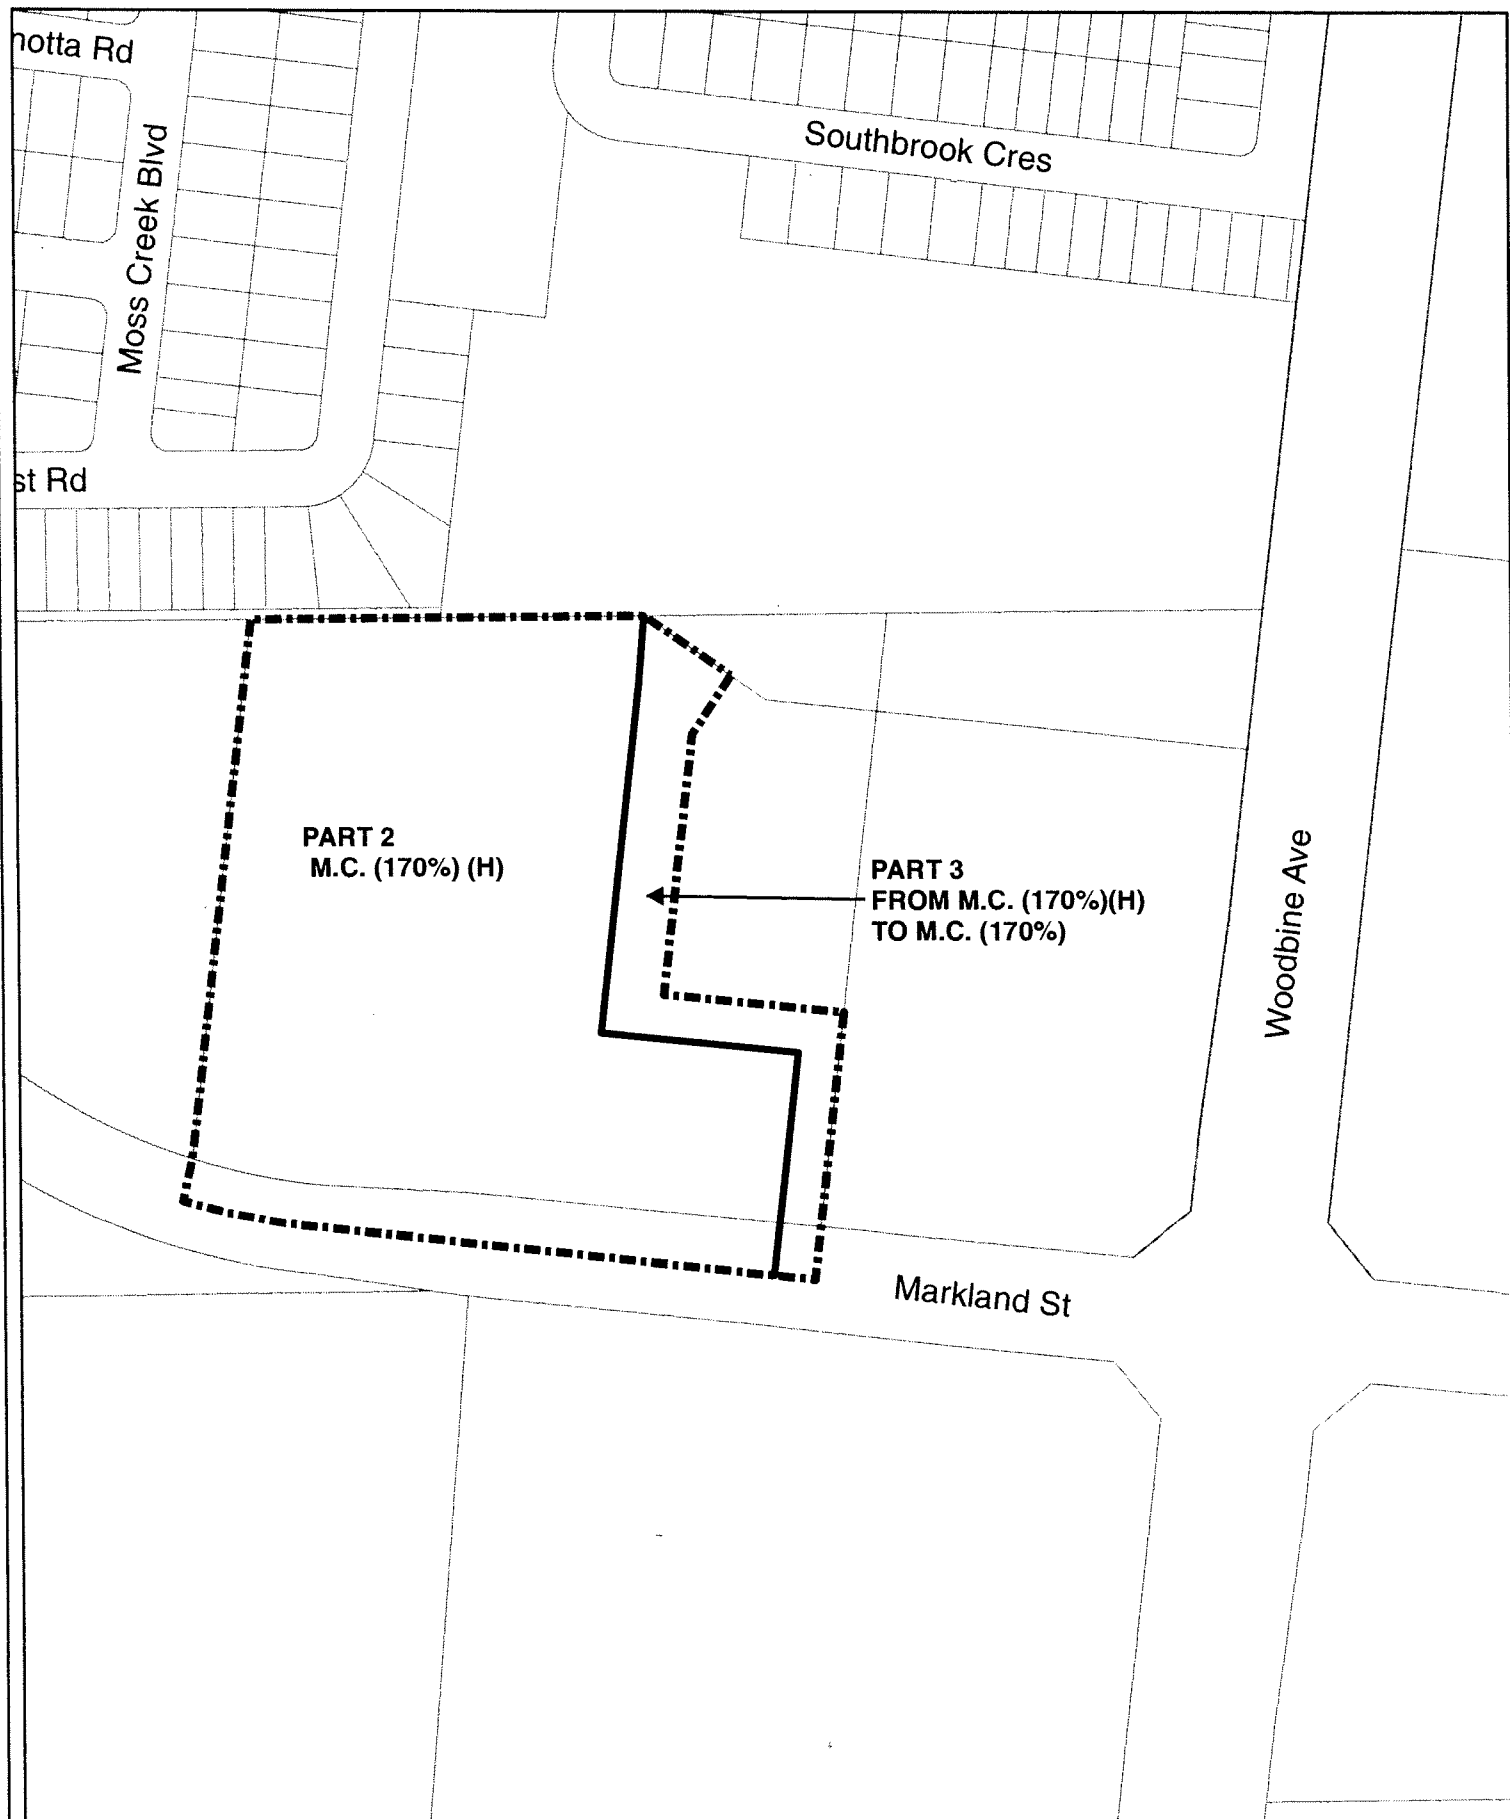 notta Rd
Southbrook Cres
Moss Creek Blvd
st Rd
PART 2
M.C. (170%) (H)
PART 3
FROM M.C. (170%)(H)
TO M.C. (170%)
Woodbine Ave
Markland St